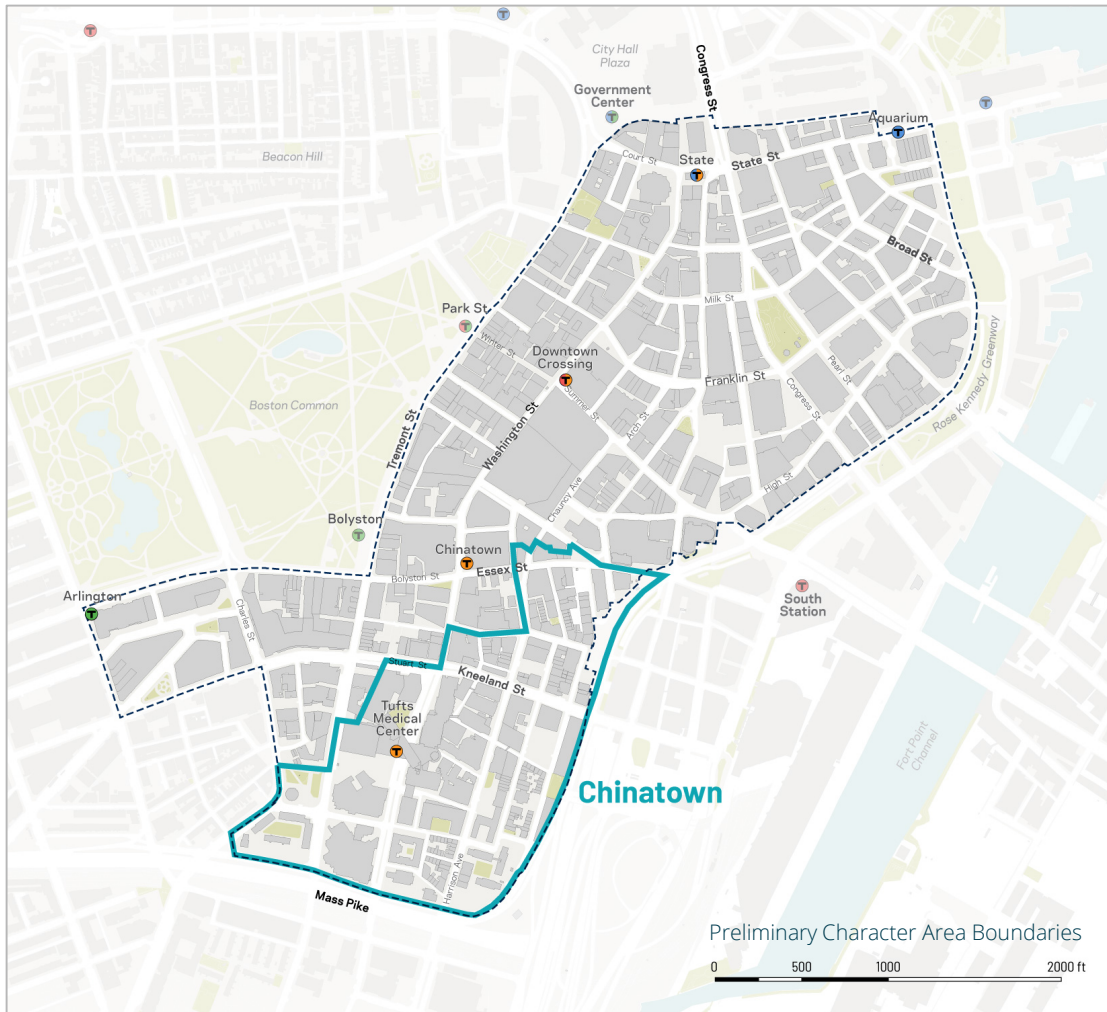 City Hall
Plaza
Congress St
Government
Center
Aquarium
Beacon Hill
Court St
State
State St
Broad St
Milk St
Park St
Winter St
Downtown
Crossing
Franklin St
Pearl St
Congress St
Rose Kennedy Greenway
Boston Common
Tremont St
Washington St
Summer St
Arch St
High St
Chauncy Ave
Bolyston
Chinatown
Essex St
Bolyston St
Arlington
Charles St
South
Station
Stuart St
Kneeland St
Tufts
Medical
Center
Fort Point
Channel
Chinatown
Harrison Ave
Mass Pike
Preliminary Character Area Boundaries
0 500 1000 2000 ft
T
T
T
T
T
T
T
T
T
T
T
T
T